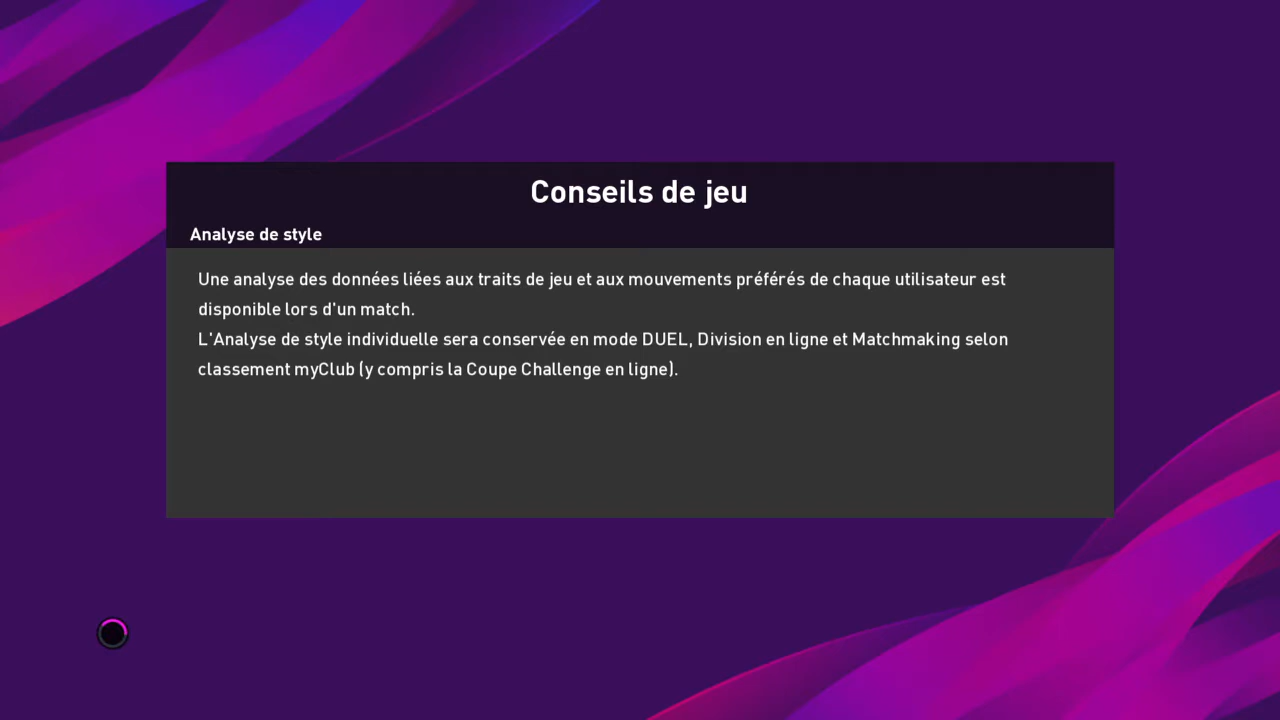 Conseils de jeu
Analyse de style
Une analyse des données liées aux traits de jeu et aux mouvements préférés de chaque utilisateur est
disponible lors d'un match.
L'Analyse de style individuelle sera conservée en mode DUEL, Division en ligne et Matchmaking selon
classement myClub (y compris la Coupe Challenge en ligne).